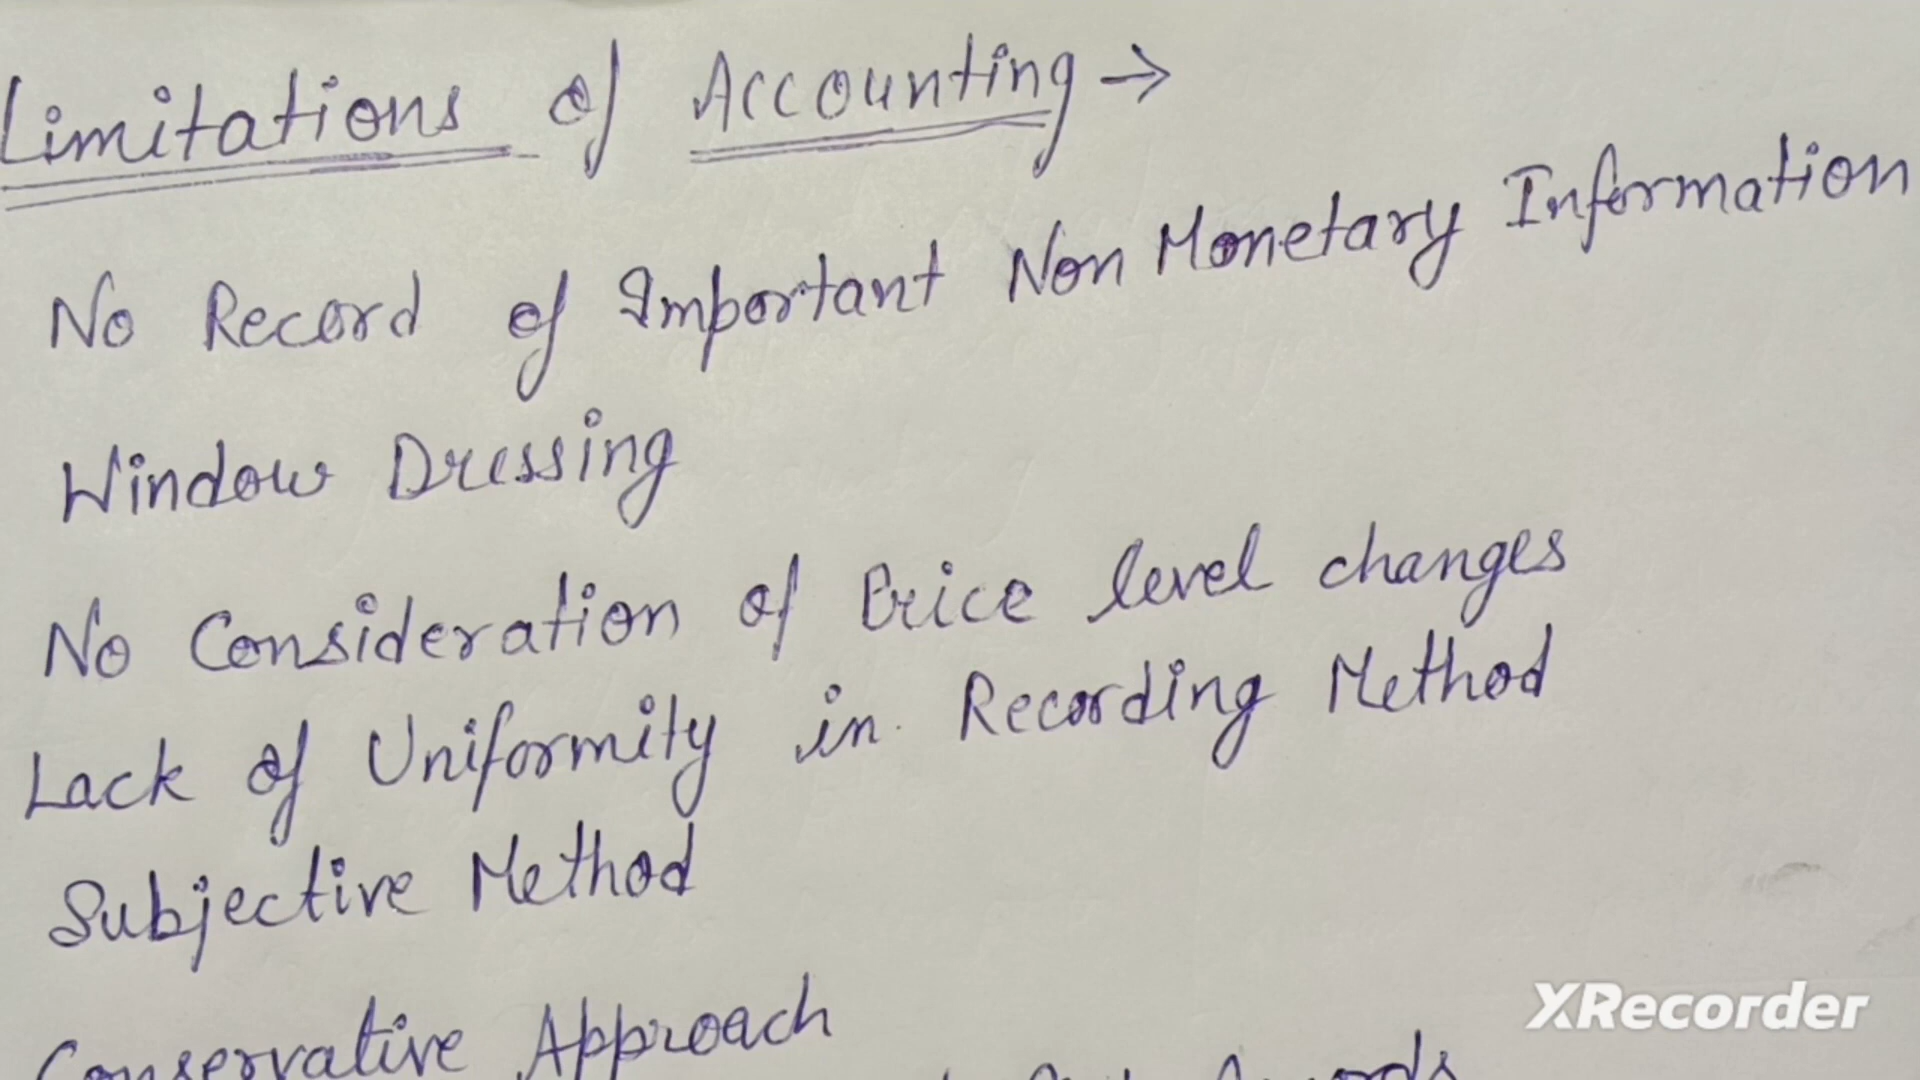 Limitations of Accounting →
No Record of Important Non Monetary Information
Window Dressing
No Consideration of Price level changes
Lack of Uniformity in Recording Method
Subjective Method
Conservative Approach
XRecorder